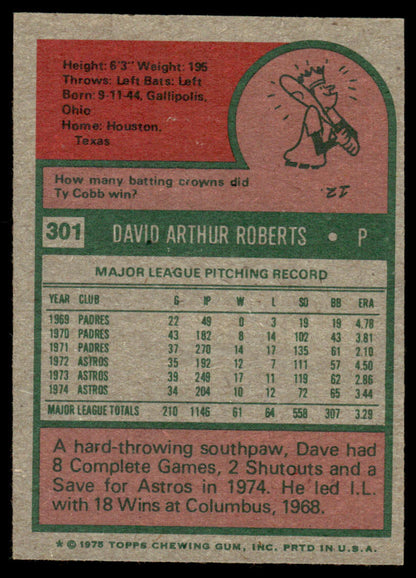 Height: 6'3" Weight: 195
Throws: Left Bats: Left
Born: 9-11-44, Gallipolis,
Ohio
Home: Houston,
Texas
How many batting crowns did
Ty Cobb win?
12.
301 DAVID ARTHUR ROBERTS • P
MAJOR LEAGUE PITCHING RECORD
YEAR CLUB G IP W L SO BB ERA
1969 PADRES 22 49 0 3 19 19 4.78
1970 PADRES 43 182 8 14 102 43 3.81
1971 PADRES 37 270 14 17 135 61 2.10
1972 ASTROS 35 192 12 7 111 57 4.50
1973 ASTROS 39 249 17 11 119 62 2.86
1974 ASTROS 34 204 10 12 72 65 3.44
MAJOR LEAGUE TOTALS 210 1146 61 64 558 307 3.29
A hard-throwing southpaw, Dave had
8 Complete Games, 2 Shutouts and a
Save for Astros in 1974. He led I.L.
with 18 Wins at Columbus, 1968.
* © 1975 TOPPS CHEWING GUM, INC. PRTD IN U.S.A.